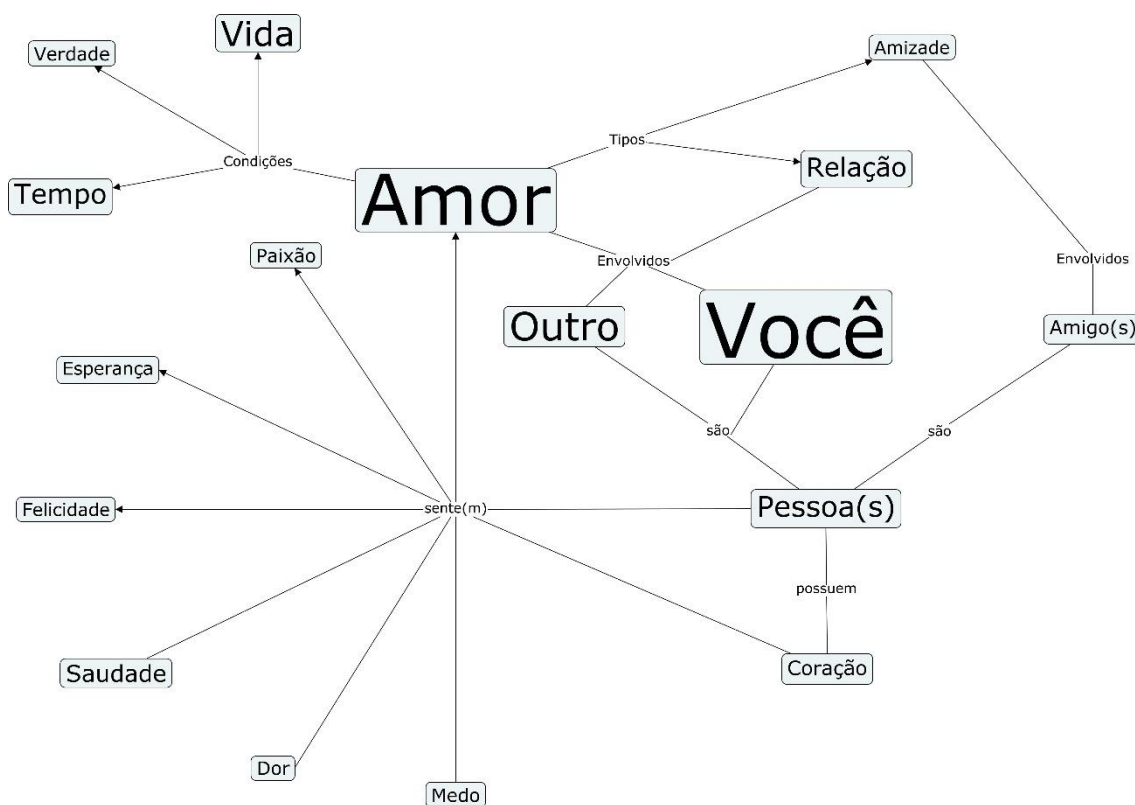 Vida
Verdade
Amizade
Tipos
Condições
Relação
Tempo
Amor
Paixão
Envolvidos
Envolvidos
Outro
Você
Amigo(s)
Esperança
são
são
Felicidade
sente(m)
Pessoa(s)
possuem
Saudade
Coração
Dor
Medo